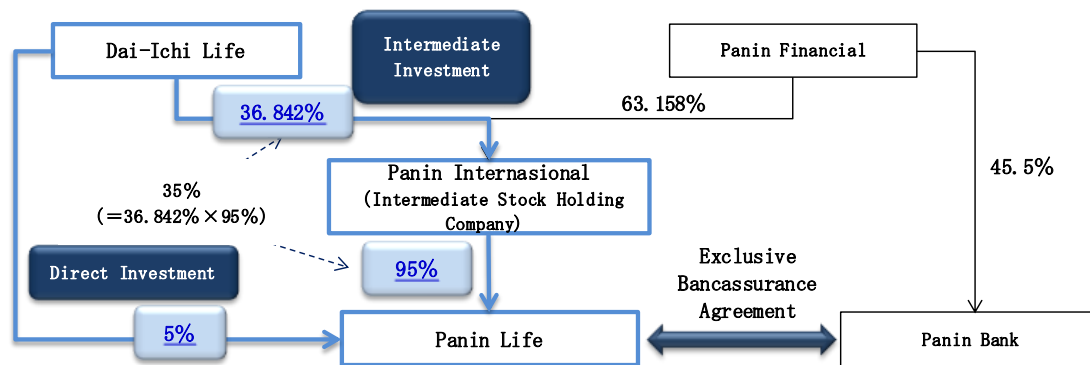 Dai-Ichi Life
Intermediate
Investment
Panin Financial
36.842%
63.158%
Panin Internasional
(Intermediate Stock Holding
Company)
45.5%
35%
(=36.842%×95%)
Direct Investment
95%
Exclusive
Bancassurance
Agreement
5%
Panin Life
Panin Bank